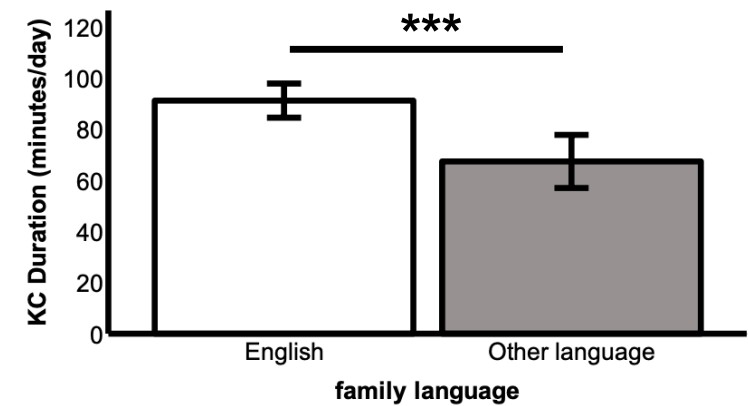 ***
KC Duration (minutes/day)
120
100
80
60
40
20
0
English
Other language
family language